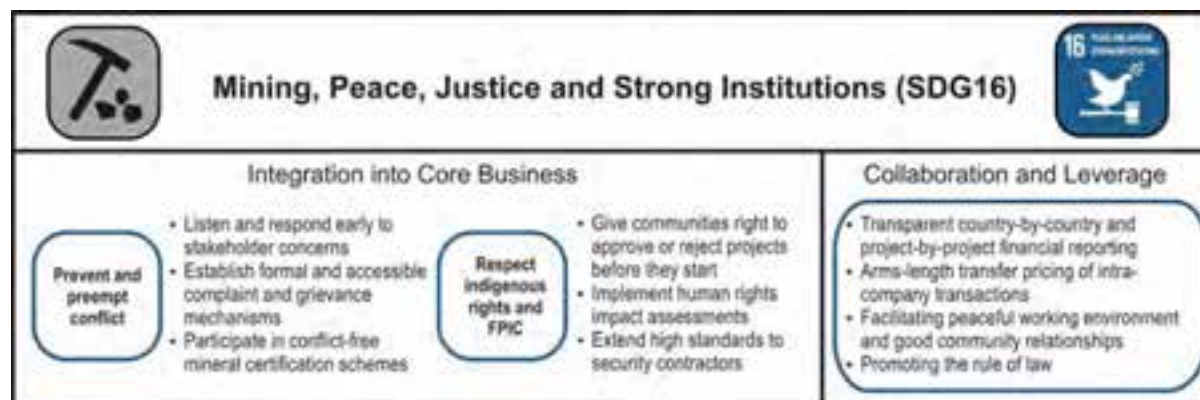 16
Mining, Peace, Justice and Strong Institutions (SDG16)
Integration into Core Business
Prevent and
preempt
conflict
• Listen and respond early to
stakeholder concerns
• Establish formal and accessible
complaint and grievance
mechanisms
• Participate in conflict-free
mineral certification schemes
Respect
indigenous
rights and
FPIC
• Give communities right to
approve or reject projects
before they start
• Implement human rights
impact assessments
• Extend high standards to
security contractors
Collaboration and Leverage
• Transparent country-by-country and
project-by-project financial reporting
• Arms-length transfer pricing of intra-
company transactions
• Facilitating peaceful working environment
and good community relationships
• Promoting the rule of law